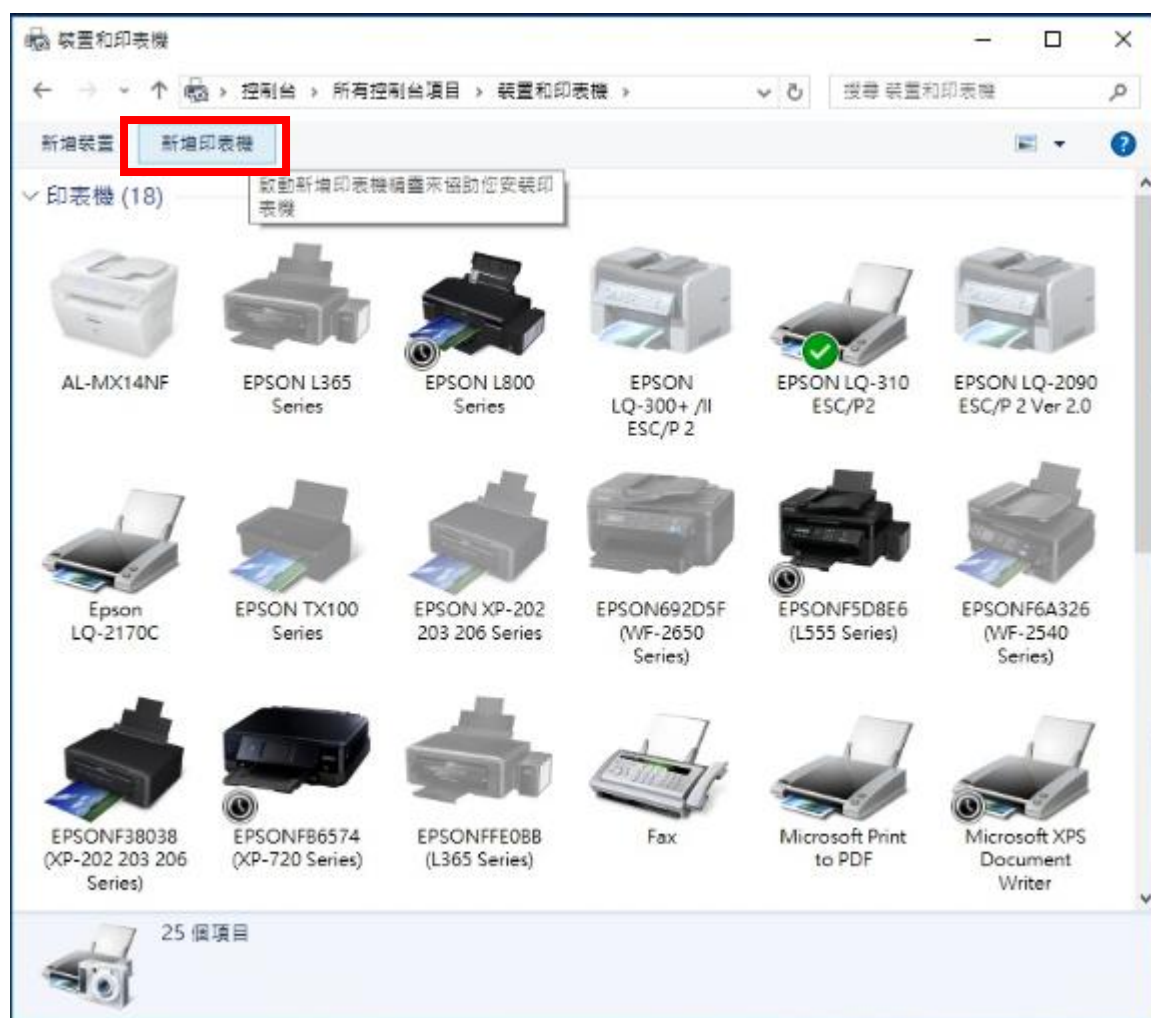 裝置和印表機
控制台 › 所有控制台項目 › 裝置和印表機 ›
搜尋 裝置和印表機
新增裝置 新增印表機
啟動新增印表機精靈來協助您安裝印
表機
印表機 (18)
AL-MX14NF
EPSON L365
Series
EPSON L800
Series
EPSON
LQ-300+ /II
ESC/P 2
EPSON LQ-310
ESC/P2
EPSON LQ-2090
ESC/P 2 Ver 2.0
Epson
LQ-2170C
EPSON TX100
Series
EPSON XP-202
203 206 Series
EPSON692D5F
(WF-2650
Series)
EPSONF5D8E6
(L555 Series)
EPSONF6A326
(WF-2540
Series)
EPSONF38038
(XP-202 203 206
Series)
EPSONFB6574
(XP-720 Series)
EPSONFFE0BB
(L365 Series)
Fax
Microsoft Print
to PDF
Microsoft XPS
Document
Writer
25 個項目